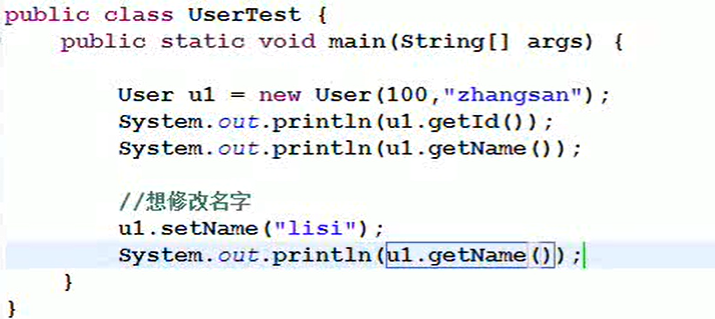 public class UserTest {
public static void main(String[] args) {
User u1 = new User(100,"zhangsan");
System.out.println(u1.getId());
System.out.println(u1.getName());
//想修改名字
u1.setName("lisi");
System.out.println(u1.getName());
}
}